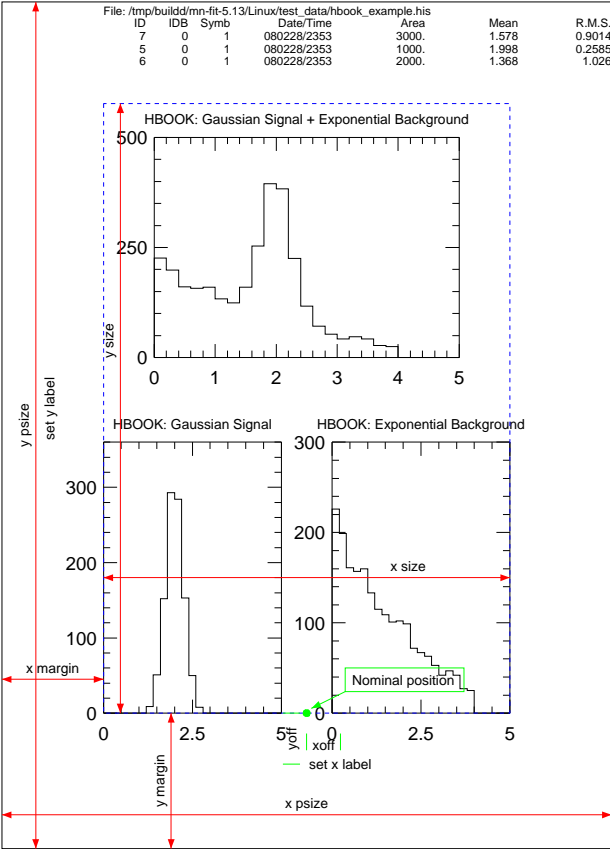 File: /tmp/buildd/mn-fit-5.13/Linux/test_data/hbook_example.his
ID IDB Symb Date/Time Area Mean R.M.S.
7 0 1 080228/2353 3000. 1.578 0.9014
5 0 1 080228/2353 1000. 1.998 0.2585
6 0 1 080228/2353 2000. 1.368 1.026
HBOOK: Gaussian Signal + Exponential Background
500
250
0
0 1 2 3 4 5
y size
y psize
set y label
HBOOK: Gaussian Signal
300
200
100
0
0 2.5 5
HBOOK: Exponential Background
300
200
100
0
0 2.5 5
x size
x margin
Nominal position
yoff
xoff
set x label
y margin
x psize